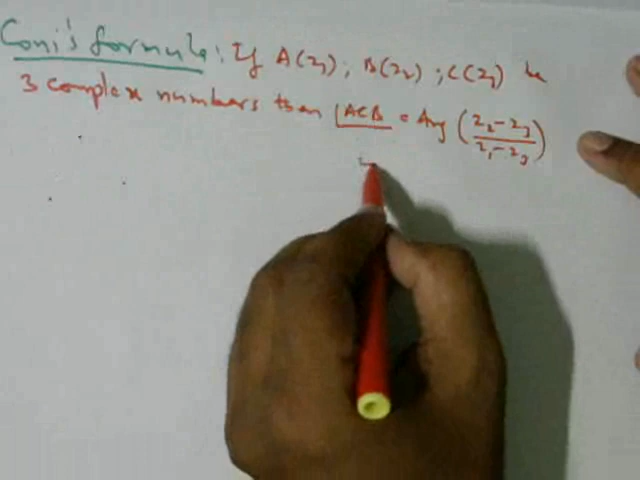 Coni's formula: If A(z₁), B(z₂), C(z₃) be
3 complex numbers then ∠ACB = Arg (z₂-z₃/z₁-z₃)